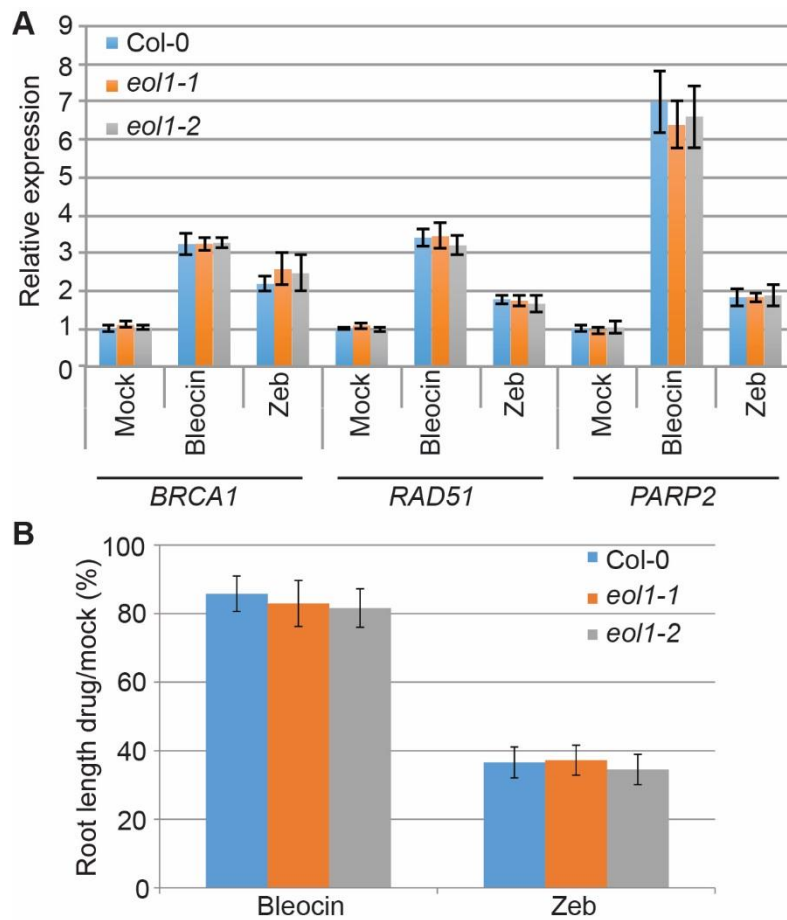 A
Relative expression
9
8
7
6
5
4
3
2
1
0
Col-0
eol1-1
eol1-2
Mock
Bleocin
Zeb
Mock
Bleocin
Zeb
Mock
Bleocin
Zeb
BRCA1
RAD51
PARP2
B
Root length drug/mock (%)
100
80
60
40
20
0
Col-0
eol1-1
eol1-2
Bleocin
Zeb